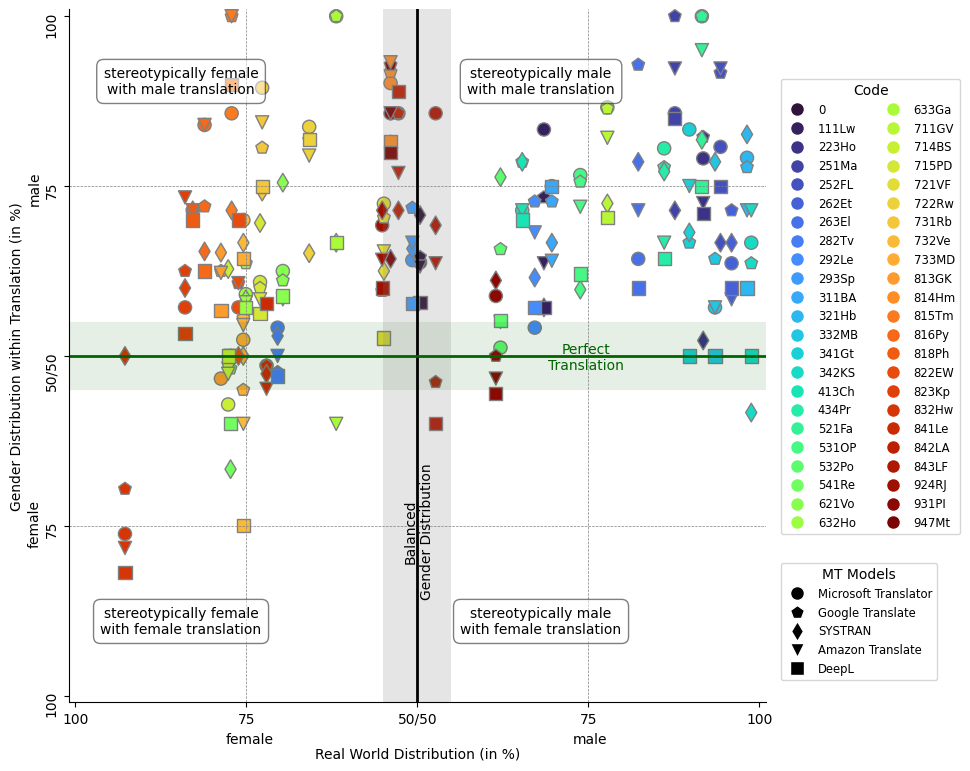 100
75
50/50
75
100
male
female
Gender Distribution within Translation (in %)
stereotypically female
with male translation
stereotypically male
with male translation
Perfect
Translation
Balanced
Gender Distribution
stereotypically female
with female translation
stereotypically male
with female translation
100
75
50/50
75
100
female
male
Real World Distribution (in %)
Code
0
111Lw
223Ho
251Ma
252FL
262Et
263El
282Tv
292Le
293Sp
311BA
321Hb
332MB
341Gt
342KS
413Ch
434Pr
521Fa
531OP
532Po
541Re
621Vo
632Ho
633Ga
711GV
714BS
715PD
721VF
722Rw
731Rb
732Ve
733MD
813GK
814Hm
815Tm
816Py
818Ph
822EW
823Kp
832Hw
841Le
842LA
843LF
924RJ
931Pl
947Mt
MT Models
Microsoft Translator
Google Translate
SYSTRAN
Amazon Translate
DeepL